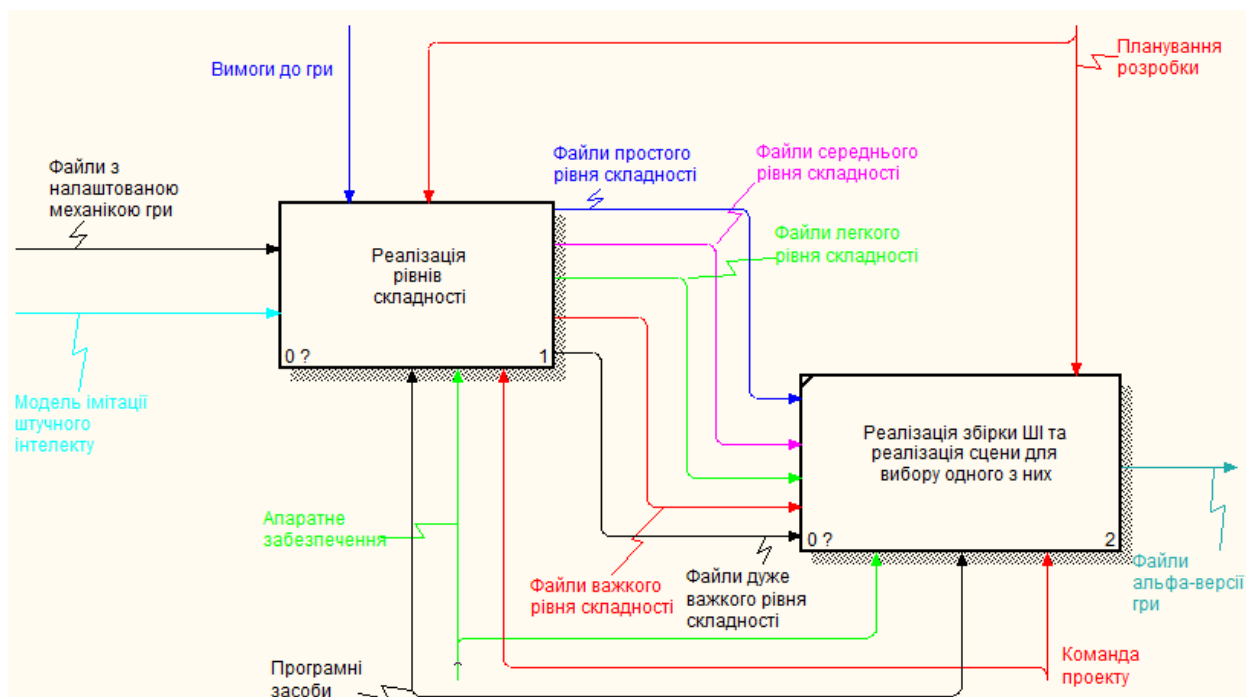 Вимоги до гри
Планування
розробки
Файли з
налаштованою
механікою гри
Файли простого
рівня складності
Файли середнього
рівня складності
Файли легкого
рівня складності
Реалізація
рівнів
складності
0 ?
1
Модель імітації
штучного
інтелекту
Реалізація збірки ШІ та
реалізація сцени для
вибору одного з них
0 ?
2
Апаратне
забезпечення
Файли важкого
рівня складності
Файли дуже
важкого рівня
складності
Файли
альфа-версії
гри
Програмні
засоби
Команда
проекту